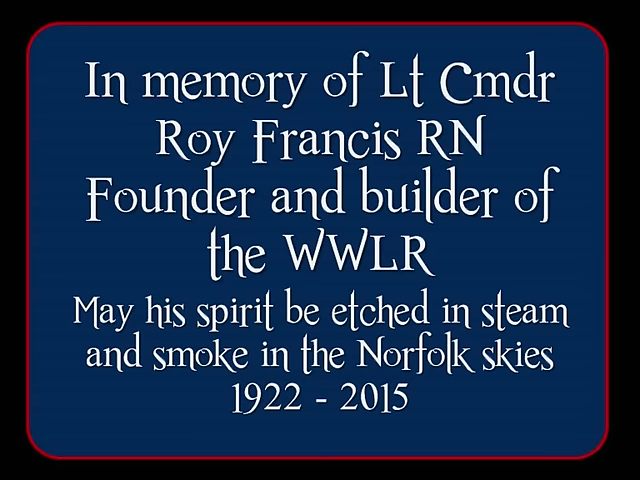 In memory of Lt Cmdr
Roy Francis RN
Founder and builder of
the WWLR
May his spirit be etched in steam
and smoke in the Norfolk skies
1922 - 2015